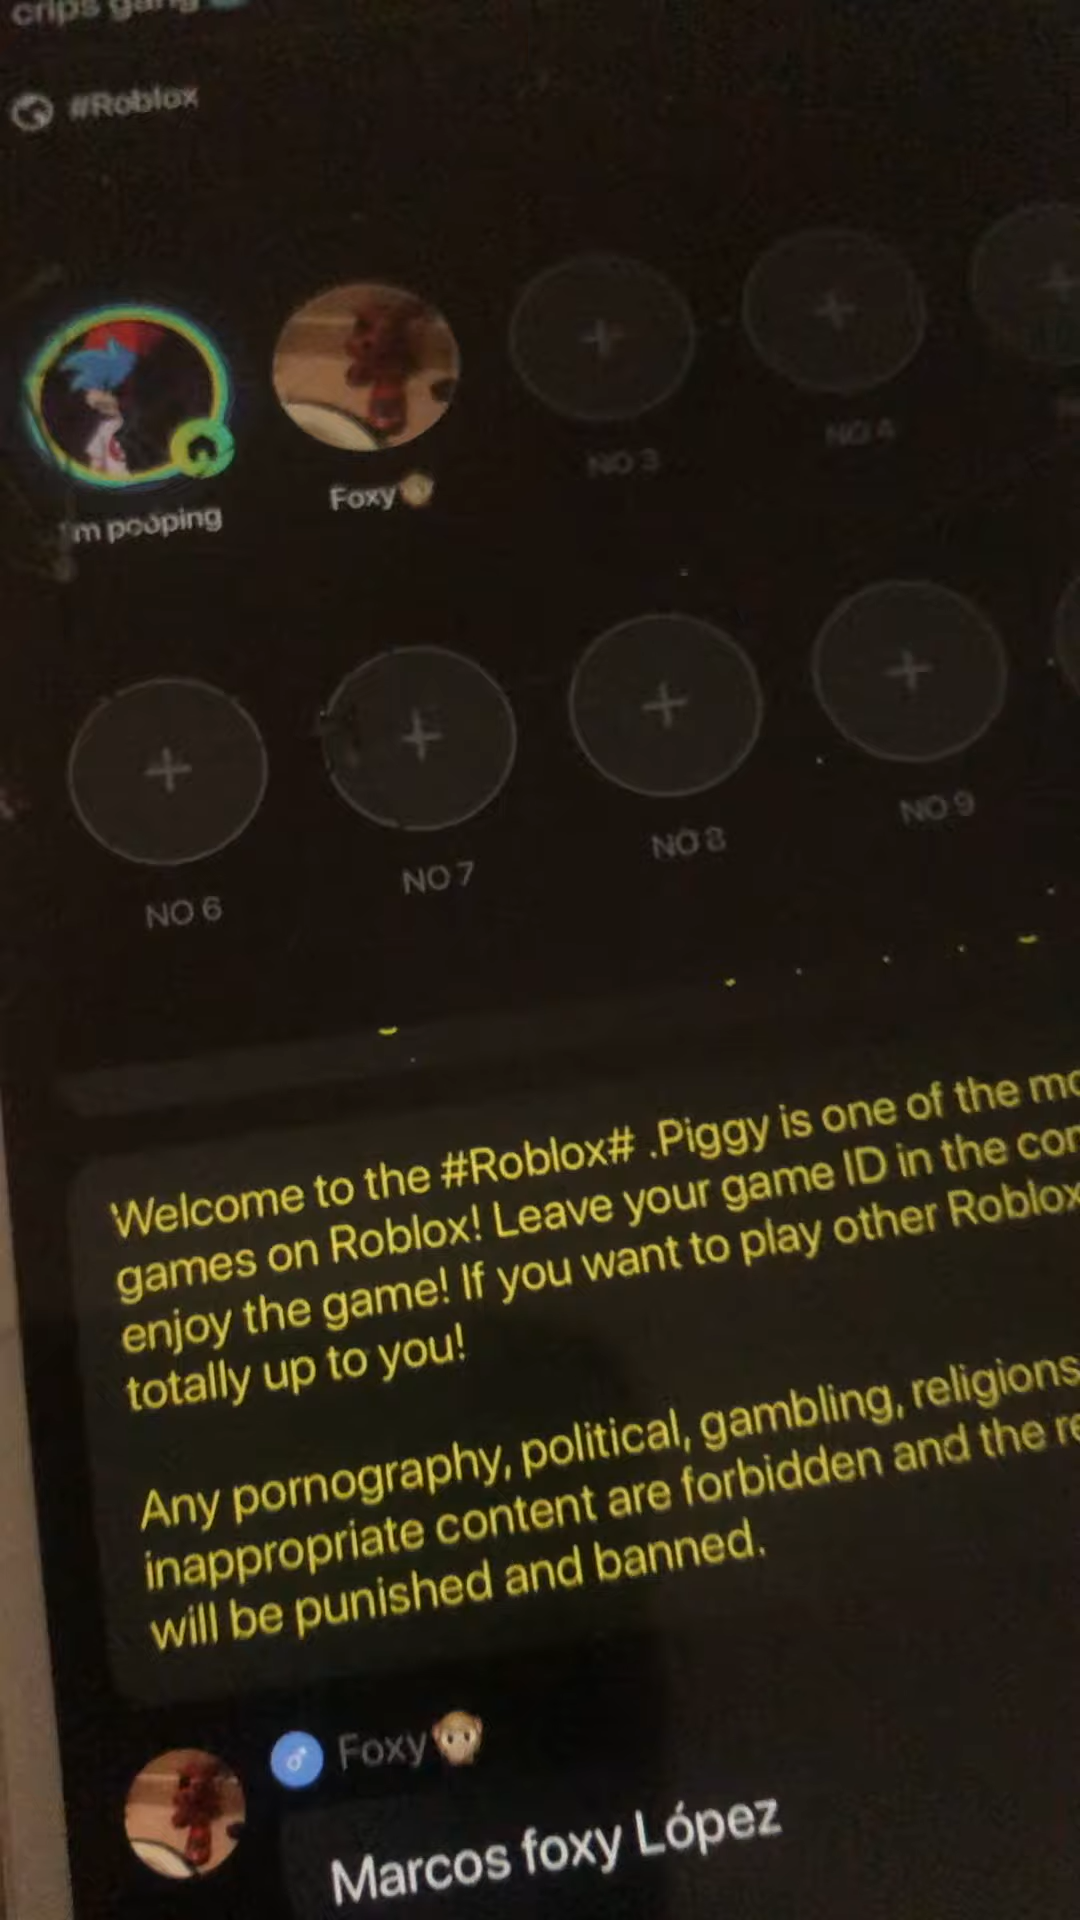 crips gang
#Roblox
I'm pooping
Foxy
NO 3
NO 4
NO 6
NO 7
NO 8
NO 9
Welcome to the #Roblox# .Piggy is one of the
games on Roblox! Leave your game ID in the
enjoy the game! If you want to play other Roblox
totally up to you!
Any pornography, political, gambling, religions
inappropriate content are forbidden and the
will be punished and banned.
Foxy
Marcos foxy López